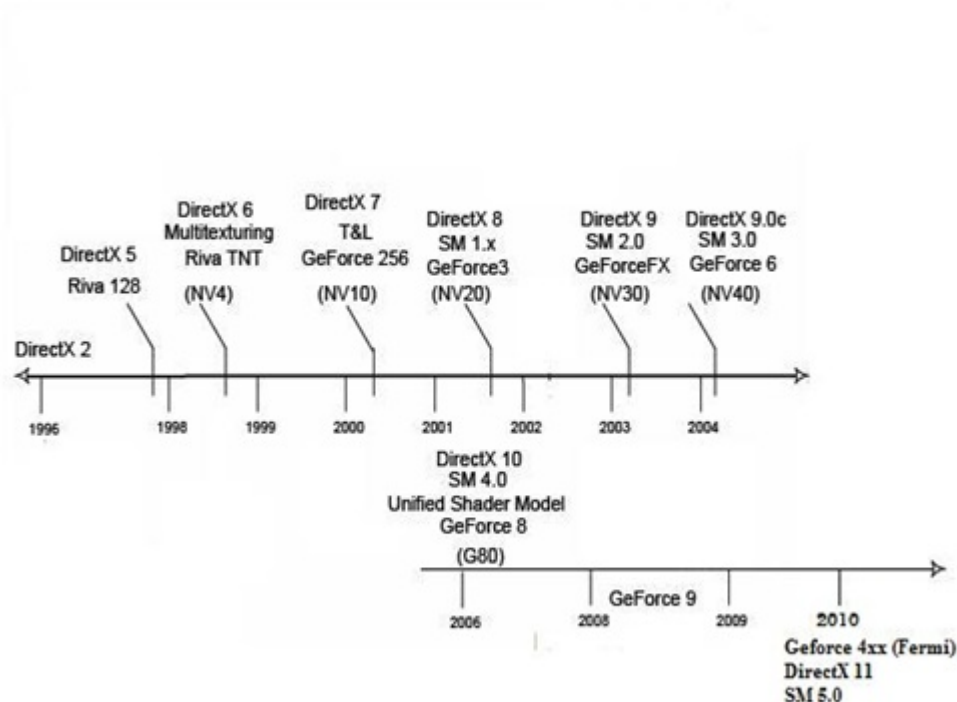 DirectX 2
DirectX 5
Riva 128
DirectX 6
Multitexturing
Riva TNT
(NV4)
DirectX 7
T&L
GeForce 256
(NV10)
DirectX 8
SM 1.x
GeForce3
(NV20)
DirectX 9
SM 2.0
GeForceFX
(NV30)
DirectX 9.0c
SM 3.0
GeForce 6
(NV40)
1996
1998
1999
2000
2001
2002
2003
2004
DirectX 10
SM 4.0
Unified Shader Model
GeForce 8
(G80)
GeForce 9
2006
2008
2009
2010
Geforce 4xx (Fermi)
DirectX 11
SM 5.0